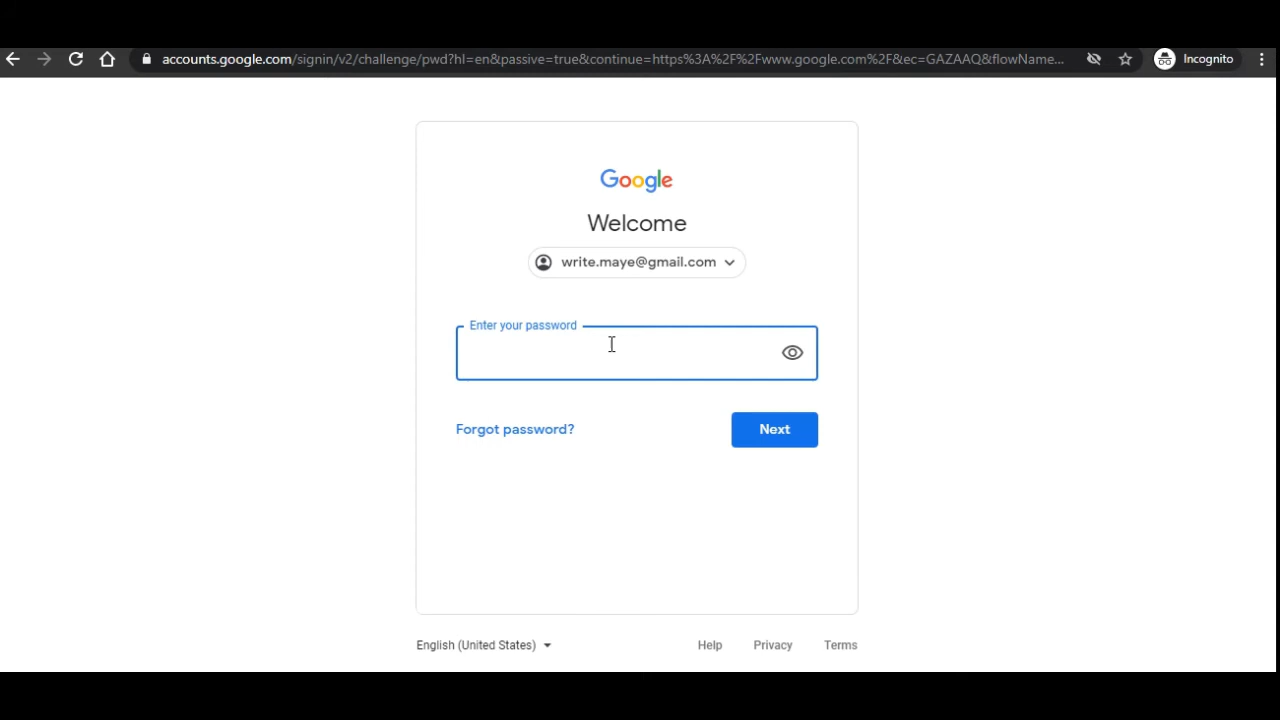 accounts.google.com/signin/v2/challenge/pwd?hl=en&passive=true&continue=https%3A%2F%2Fwww.google.com%2F&ec=GAZAAQ&flowName...
Incognito
Google
Welcome
write.maye@gmail.com
Enter your password
Forgot password?
Next
English (United States)
Help
Privacy
Terms